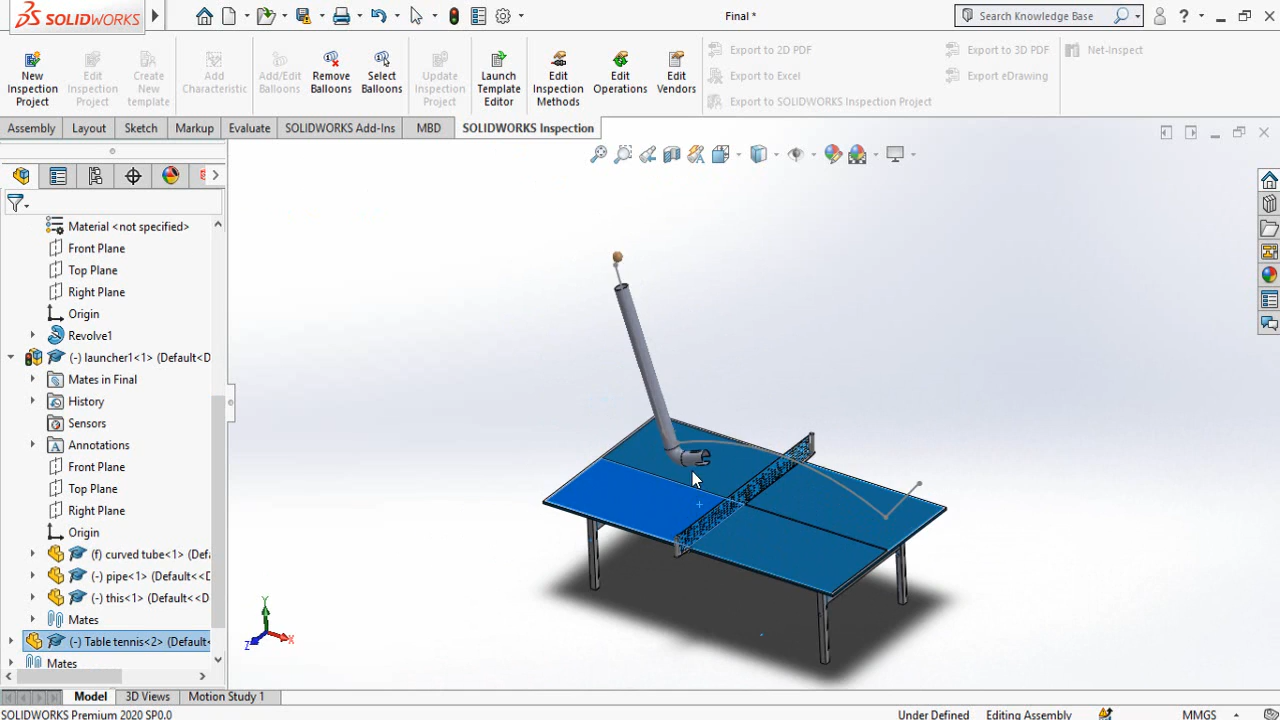 SOLIDWORKS
Final *
Search Knowledge Base
?
New Inspection Project
Edit Inspection Project
Create New template
Add Characteristic
Add/Edit Balloons
Remove Balloons
Select Balloons
Update Inspection Project
Launch Template Editor
Edit Inspection Methods
Edit Operations
Edit Vendors
Export to 2D PDF
Export to Excel
Export to SOLIDWORKS Inspection Project
Export to 3D PDF
Export eDrawing
Net-Inspect
Assembly
Layout
Sketch
Markup
Evaluate
SOLIDWORKS Add-Ins
MBD
SOLIDWORKS Inspection
Material <not specified>
Front Plane
Top Plane
Right Plane
Origin
Revolve1
(-) launcher1<1> (Default<D
Mates in Final
History
Sensors
Annotations
Front Plane
Top Plane
Right Plane
Origin
(f) curved tube<1> (Defau
(-) pipe<1> (Default<<D
(-) this<1> (Default<<D
Mates
(-) Table tennis<2> (Default<
Mates
Y
X
Z
Model
3D Views
Motion Study 1
SOLIDWORKS Premium 2020 SP0.0
Under Defined
Editing Assembly
MMGS